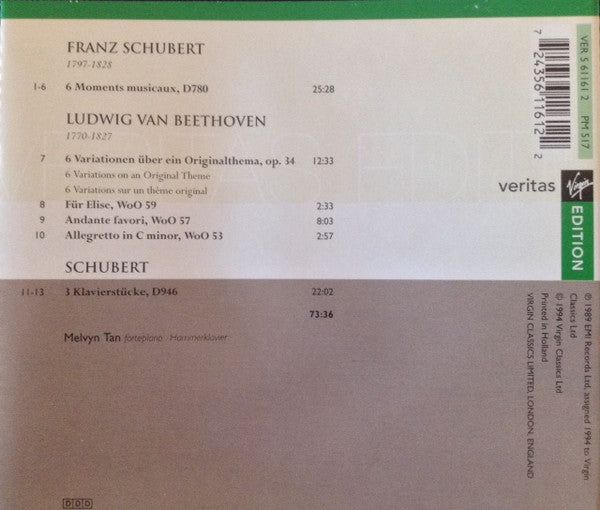 FRANZ SCHUBERT
1797-1828
1-6 6 Moments musicaux, D780 25:28
LUDWIG VAN BEETHOVEN
1770-1827
7 6 Variationen über ein Originalthema, op. 34 12:33
6 Variations on an Original Theme
6 Variations sur un thème original
8 Für Elise, WoO 59 2:33
9 Andante favori, WoO 57 8:03
10 Allegretto in C minor, WoO 53 2:57
SCHUBERT
11-13 3 Klavierstücke, D946 22:02
73:36
Melvyn Tan fortepiano · Hammerklavier
DDD
VER 5 61161 2 PM 517
7 24356 11612 2
veritas
Virgin
EDITION
℗ 1989 EMI Records Ltd, assigned 1994 to Virgin
Classics Ltd
© 1994 Virgin Classics Ltd
Printed in Holland
VIRGIN CLASSICS LIMITED, LONDON, ENGLAND